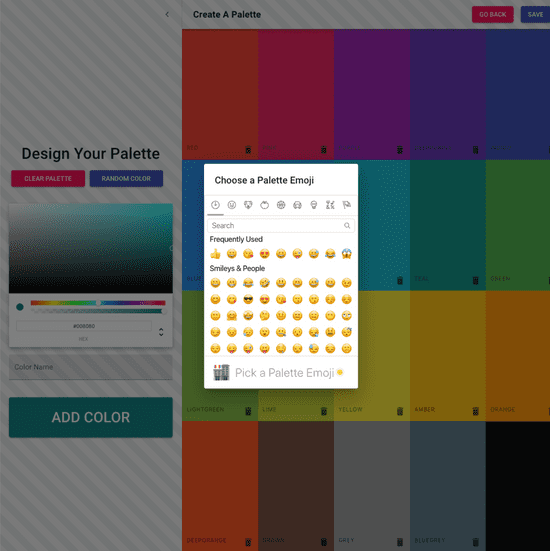 Create A Palette
GO BACK
SAVE
Design Your Palette
CLEAR PALETTE
RANDOM COLOR
#008080
HEX
Color Name
ADD COLOR
RED
Choose a Palette Emoji
Search
Frequently Used
Smileys & People
Pick a Palette Emoji
TEAL
GREEN
LIGHTGREEN
LIME
YELLOW
AMBER
ORANGE
DEEPORANGE
BROWN
GREY
BLUEGREY